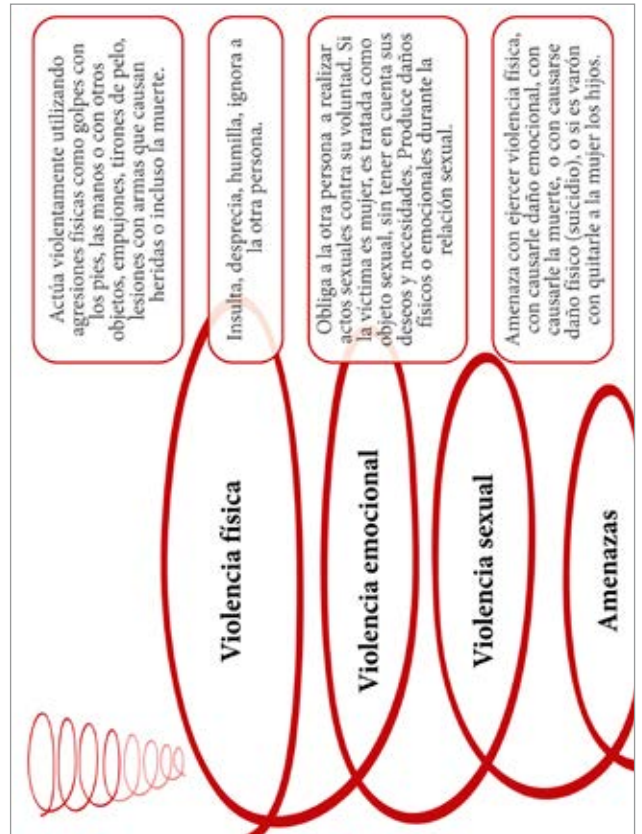 Violencia física
Actúa violentamente utilizando
agresiones físicas como golpes con
los pies, las manos o con otros
objetos, empujones, tirones de pelo,
lesiones con armas que causan
heridas o incluso la muerte.
Violencia emocional
Insulta, desprecia, humilla, ignora a
la otra persona.
Violencia sexual
Obliga a la otra persona a realizar
actos sexuales contra su voluntad. Si
la víctima es mujer, es tratada como
objeto sexual, sin tener en cuenta sus
deseos y necesidades. Produce daños
físicos o emocionales durante la
relación sexual.
Amenazas
Amenaza con ejercer violencia física,
con causarle daño emocional, con
causarle la muerte, o con causarse
daño físico (suicidio), o si es varón
con quitarle a la mujer los hijos.